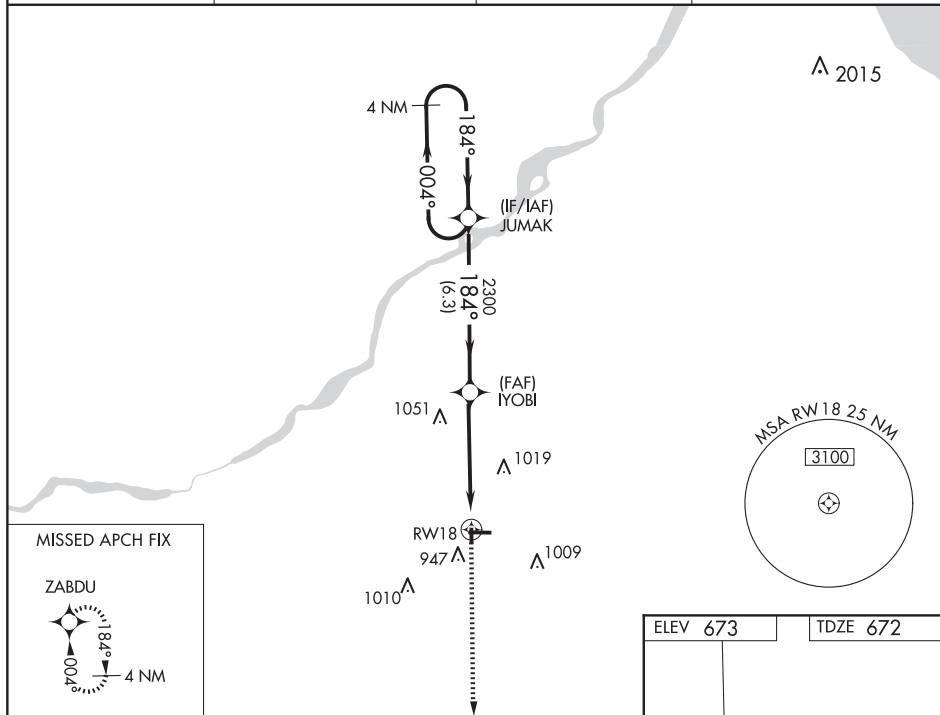 2015
4 NM
184°
004°
(IF/IAF)
JUMAK
2300
184°
(6.3)
(FAF)
IYOBI
1051
1019
MSA RW18 25 NM
3100
RW18
947
1009
1010
MISSED APCH FIX
ZABDU
184°
004°
4 NM
ELEV 673
TDZE 672